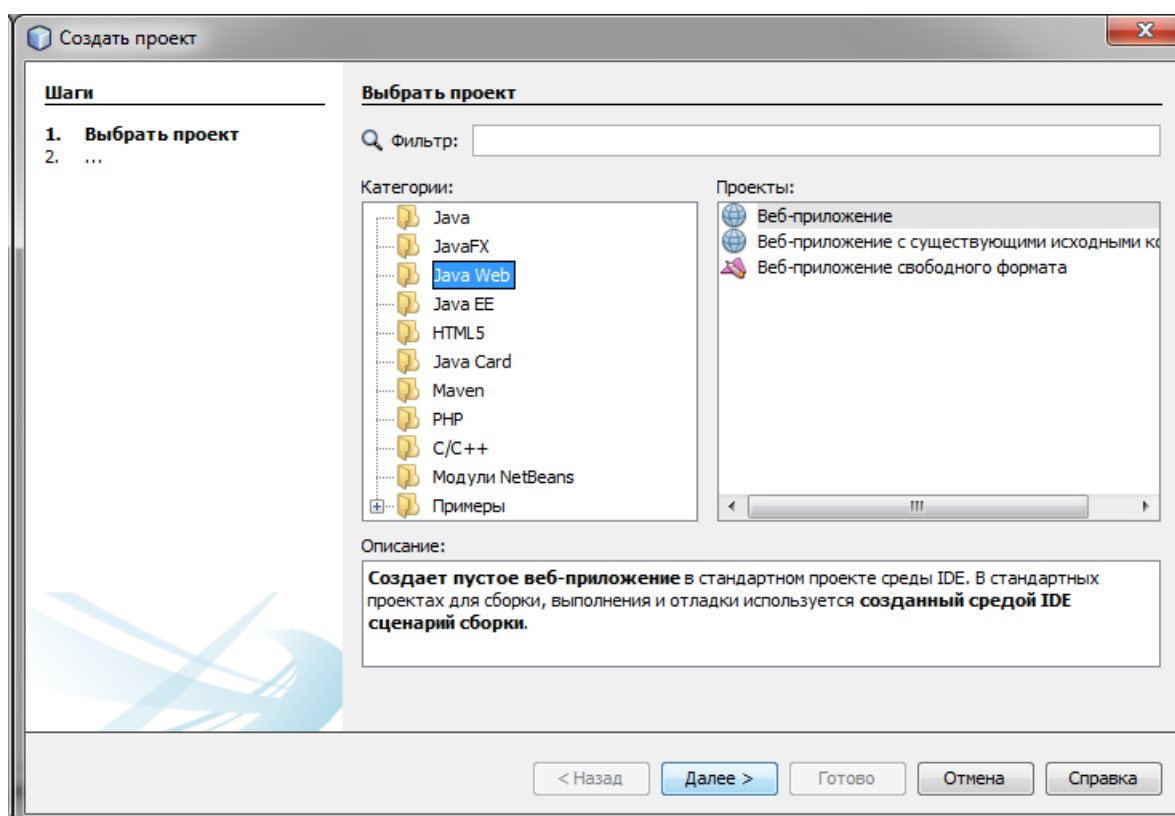 Создать проект
Шаги
1. Выбрать проект
2. ...
Выбрать проект
Фильтр:
Категории:
Java
JavaFX
Java Web
Java EE
HTML5
Java Card
Maven
PHP
C/C++
Модули NetBeans
Примеры
Проекты:
Веб-приложение
Веб-приложение с существующими исходными ко
Веб-приложение свободного формата
Описание:
Создает пустое веб-приложение в стандартном проекте среды IDE. В стандартных
проектах для сборки, выполнения и отладки используется созданный средой IDE
сценарий сборки.
< Назад
Далее >
Готово
Отмена
Справка